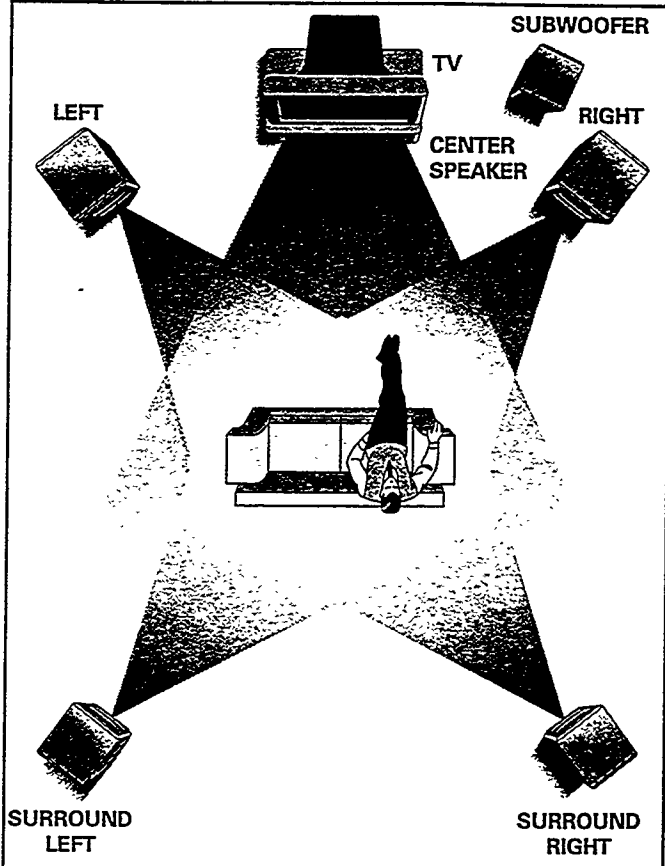 SUBWOOFER
TV
LEFT
RIGHT
CENTER
SPEAKER
SURROUND
LEFT
SURROUND
RIGHT